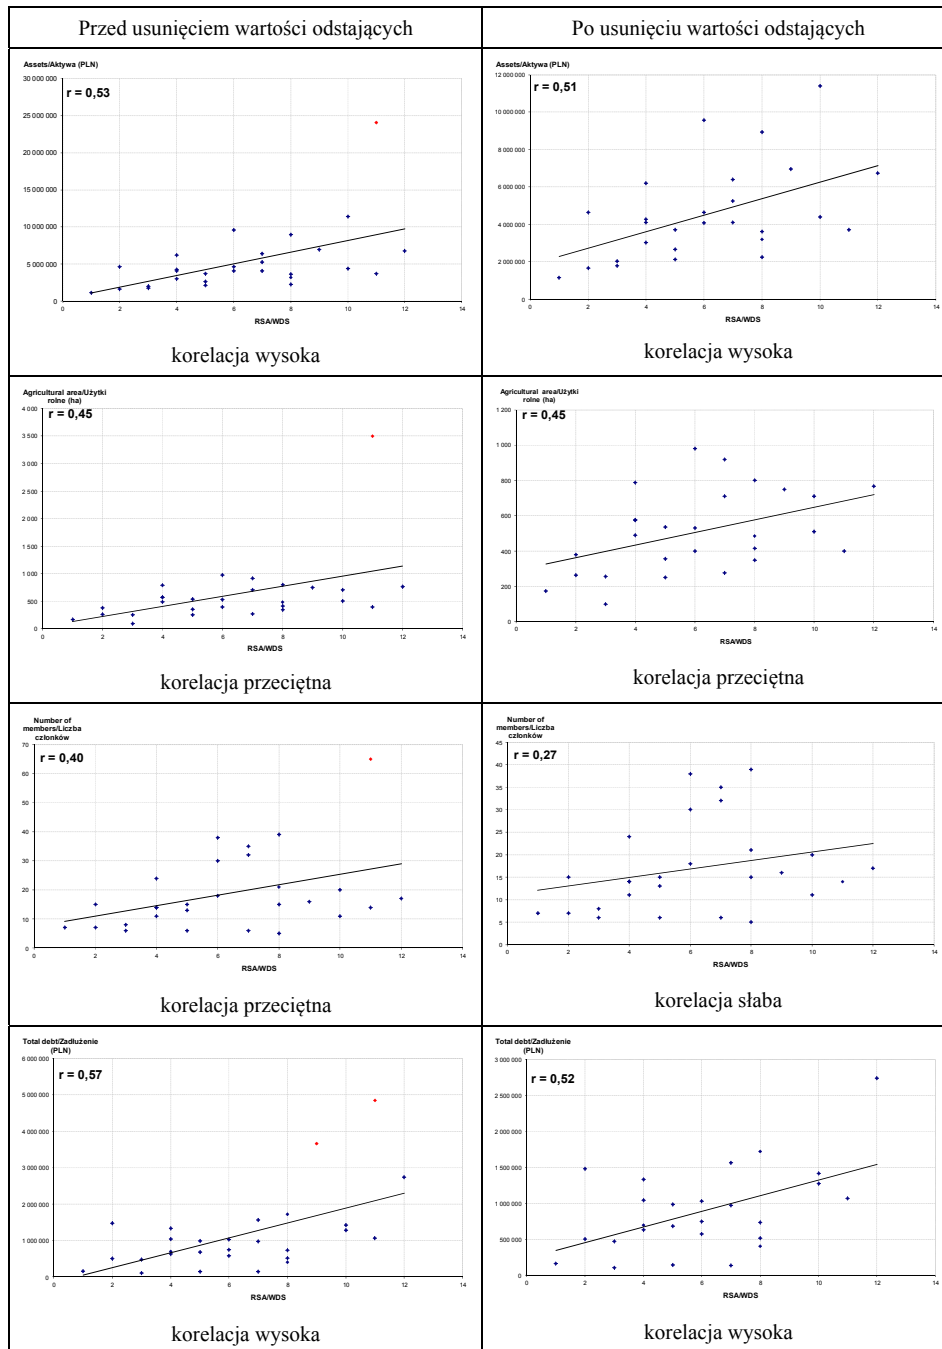 Przed usunięciem wartości odstających
Po usunięciu wartości odstających
Assets/Aktywa (PLN)
r = 0,53
30 000 000
25 000 000
20 000 000
15 000 000
10 000 000
5 000 000
0
0 2 4 6 8 10 12 14
RSA/WDS
korelacja wysoka
Assets/Aktywa (PLN)
r = 0,51
12 000 000
10 000 000
8 000 000
6 000 000
4 000 000
2 000 000
0
0 2 4 6 8 10 12 14
RSA/WDS
korelacja wysoka
Agricultural area/Użytki
rolne (ha)
r = 0,45
4 000
3 500
3 000
2 500
2 000
1 500
1 000
500
0
0 2 4 6 8 10 12 14
RSA/WDS
korelacja przeciętna
Agricultural area/Użytki
rolne (ha)
r = 0,45
1 200
1 000
800
600
400
200
0
0 2 4 6 8 10 12 14
RSA/WDS
korelacja przeciętna
Number of
members/Liczba
członków
r = 0,40
70
60
50
40
30
20
10
0
0 2 4 6 8 10 12 14
RSA/WDS
korelacja przeciętna
Number of
members/Liczba
członków
r = 0,27
45
40
35
30
25
20
15
10
5
0
0 2 4 6 8 10 12 14
RSA/WDS
korelacja słaba
Total debt/Zadłużenie
(PLN)
r = 0,57
6 000 000
5 000 000
4 000 000
3 000 000
2 000 000
1 000 000
0
0 2 4 6 8 10 12 14
RSA/WDS
korelacja wysoka
Total debt/Zadłużenie
(PLN)
r = 0,52
3 000 000
2 500 000
2 000 000
1 500 000
1 000 000
500 000
0
0 2 4 6 8 10 12 14
RSA/WDS
korelacja wysoka